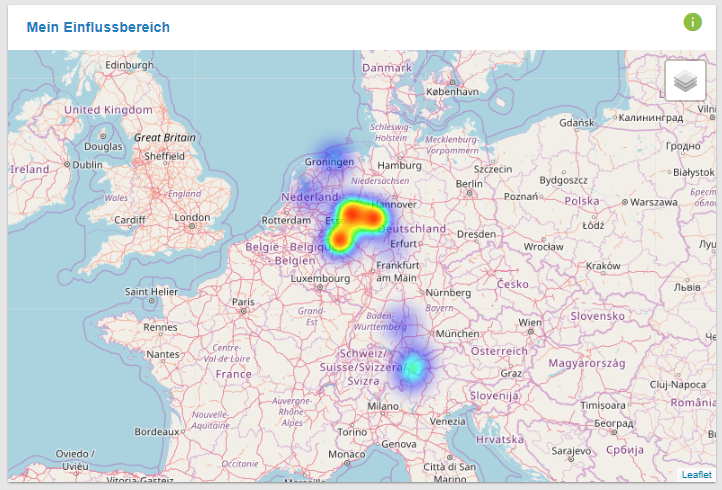 Mein Einflussbereich
i
Edinburgh
Danmark
København
United Kingdom
Great Britain
Schleswig-
Holstein
Gdańsk
Калининград
Douglas
Sheffield
Groningen
Hamburg
Mecklenburg-
Vorpommern
Гродно
Ireland
Dublin
Niedersachsen
Szczecin
Bydgoszcz
Białystok
Wales
England
Nederland
Hannover
Berlin
Poznań
Polska
Warszawa
Cardiff
London
Rotterdam
Deutschland
Łódź
België - Belgique
- Belgien
Erfurt
Dresden
Wrocław
Frankfurt
am Main
Kraków
Luxembourg
Česko
Львів
Saint Helier
Paris
Nürnberg
Rennes
Grand-
Est
Baden-
Württemberg
Bayern
Wien
Slovensko
Nantes
Centre-
Val de Loire
München
France
Schweiz/
Suisse/Svizzera/
Svizra
Österreich
Graz
Magyarország
Cluj-Napoca
Slovenija
Nouvelle-
Aquitaine
Auvergne-
Rhône-
Alpes
Milano
Timișoara
România
Bordeaux
Torino
Venezia
Hrvatska
Београд
Genova
Oviedo /
Uviéu
Occitanie
Monaco
Città di San
Marino
Sarajevo
Србија
Vitoria-Gasteiz
Leaflet